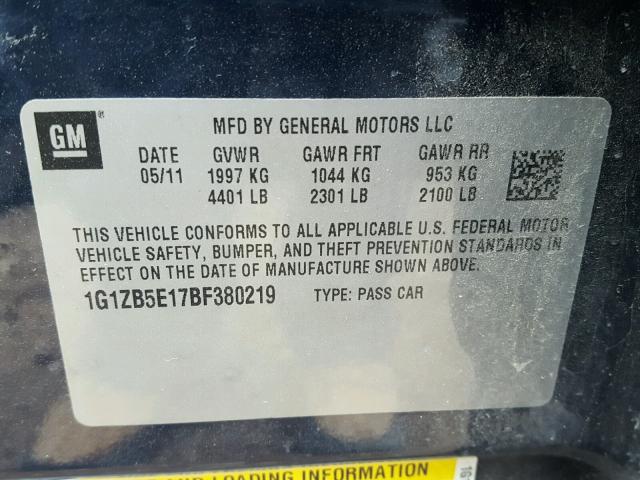 GM
MFD BY GENERAL MOTORS LLC
DATE GVWR GAWR FRT GAWR RR
05/11 1997 KG 1044 KG 953 KG
4401 LB 2301 LB 2100 LB
THIS VEHICLE CONFORMS TO ALL APPLICABLE U.S. FEDERAL MOTOR
VEHICLE SAFETY, BUMPER, AND THEFT PREVENTION STANDARDS IN
EFFECT ON THE DATE OF MANUFACTURE SHOWN ABOVE.
1G1ZB5E17BF380219 TYPE: PASS CAR
AND LOADING INFORMATION
1G